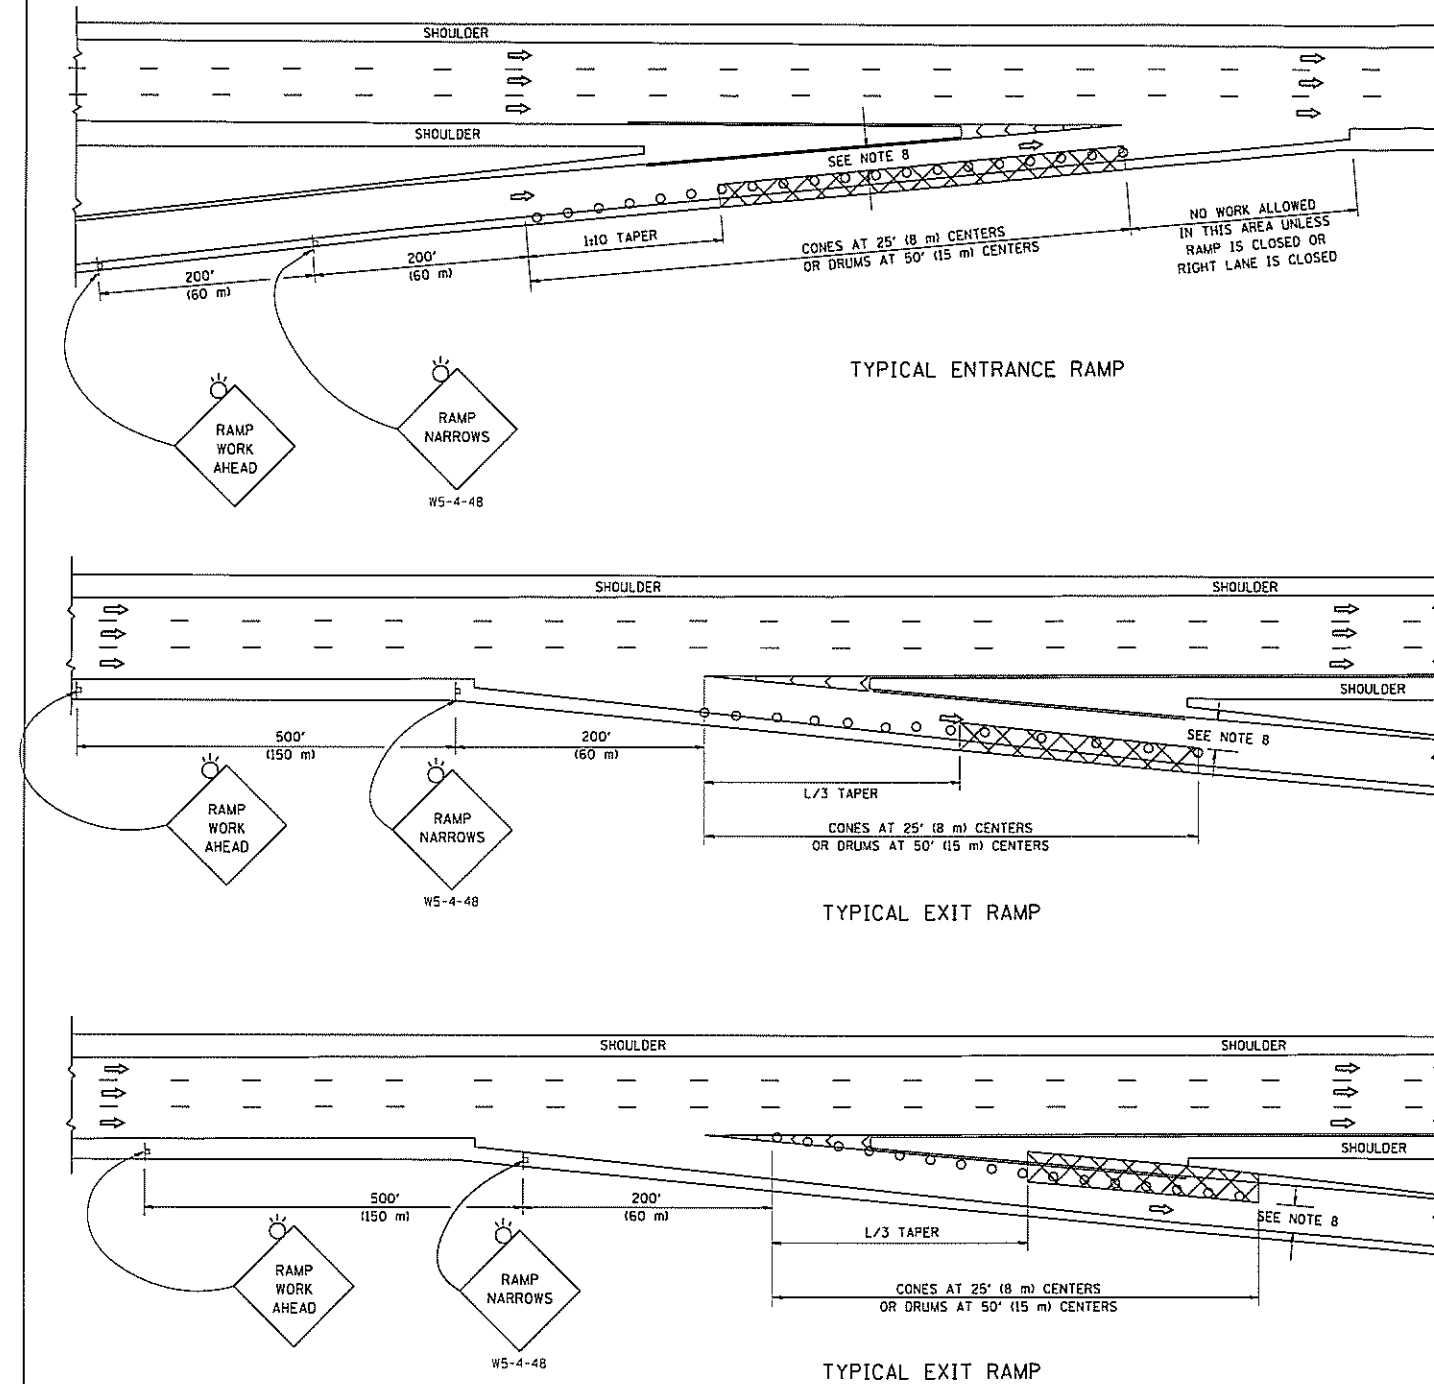 SHOULDER
SHOULDER
SEE NOTE 8
1:10 TAPER
200'
(60 m)
200'
(60 m)
CONES AT 25' (8 m) CENTERS
OR DRUMS AT 50' (15 m) CENTERS
NO WORK ALLOWED
IN THIS AREA UNLESS
RAMP IS CLOSED OR
RIGHT LANE IS CLOSED
TYPICAL ENTRANCE RAMP
RAMP
WORK
AHEAD
RAMP
NARROWS
W5-4-48
SHOULDER
SHOULDER
SHOULDER
500'
(150 m)
200'
(60 m)
SEE NOTE 8
L/3 TAPER
CONES AT 25' (8 m) CENTERS
OR DRUMS AT 50' (15 m) CENTERS
RAMP
WORK
AHEAD
RAMP
NARROWS
W5-4-48
TYPICAL EXIT RAMP
SHOULDER
SHOULDER
SHOULDER
500'
(150 m)
200'
(60 m)
SEE NOTE 8
L/3 TAPER
CONES AT 25' (8 m) CENTERS
OR DRUMS AT 50' (15 m) CENTERS
RAMP
WORK
AHEAD
RAMP
NARROWS
W5-4-48
TYPICAL EXIT RAMP